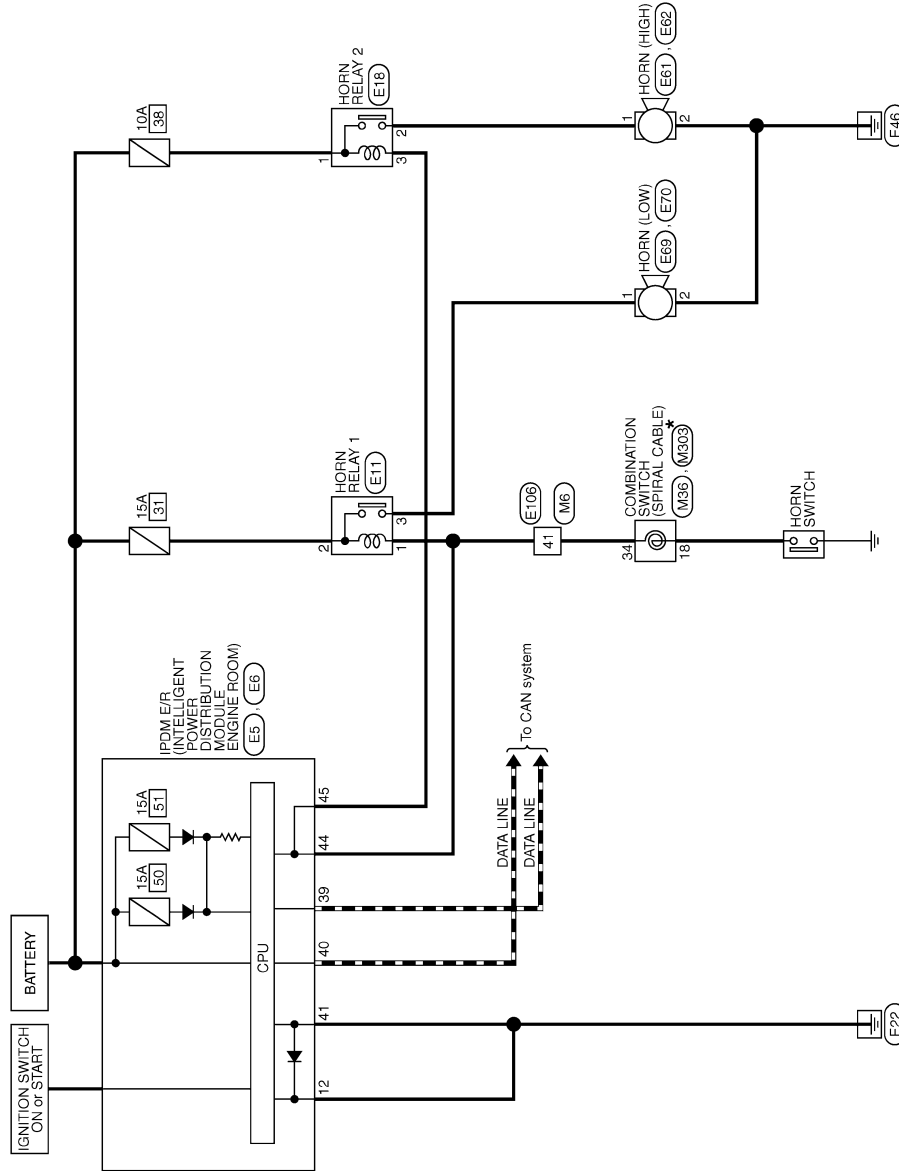 IGNITION SWITCH
ON or START
BATTERY
15A
50
15A
51
CPU
12
41
40
39
44
45
IPDM E/R
(INTELLIGENT
POWER
DISTRIBUTION
MODULE
ENGINE ROOM)
E5 , E6
DATA LINE
DATA LINE
To CAN system
15A
31
2
1
3
HORN
RELAY 1
E11
10A
38
1
3
2
HORN
RELAY 2
E18
41
E106
M6
34
18
COMBINATION
SWITCH
(SPIRAL CABLE)
M36 , M303 *
HORN
SWITCH
1
2
HORN (LOW)
E69 , E70
1
2
HORN (HIGH)
E61 , E62